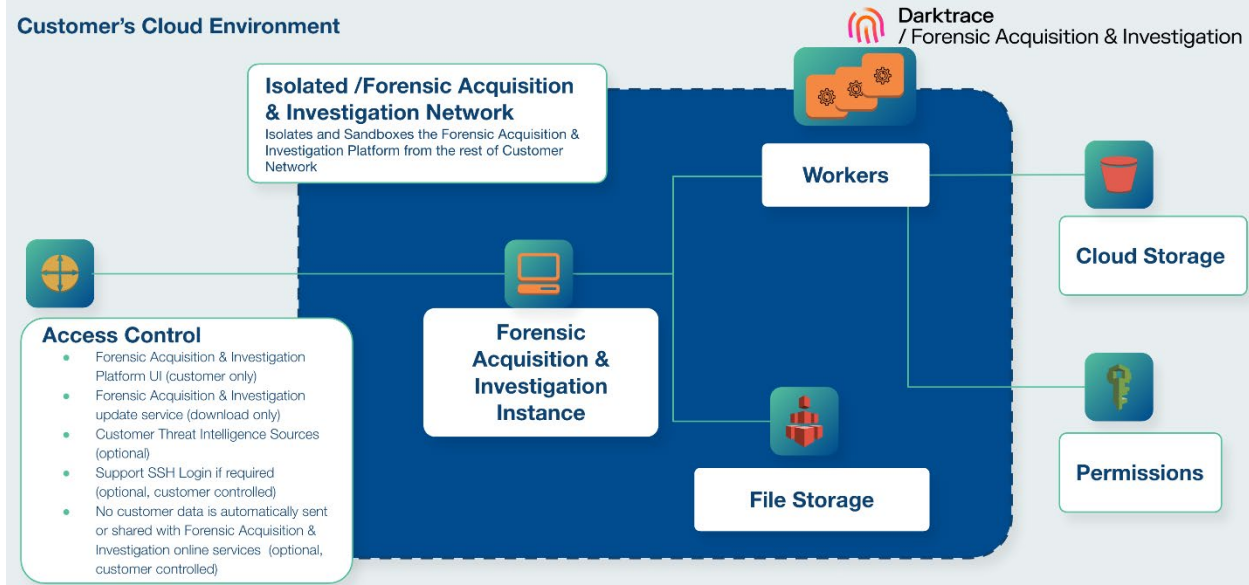 Customer's Cloud Environment
Darktrace
/ Forensic Acquisition & Investigation
Isolated /Forensic Acquisition
& Investigation Network
Isolates and Sandboxes the Forensic Acquisition &
Investigation Platform from the rest of Customer
Network
Workers
Cloud Storage
Access Control
• Forensic Acquisition & Investigation
Platform UI (customer only)
• Forensic Acquisition & Investigation
update service (download only)
• Customer Threat Intelligence Sources
(optional)
• Support SSH Login if required
(optional, customer controlled)
• No customer data is automatically sent
or shared with Forensic Acquisition &
Investigation online services (optional,
customer controlled)
Forensic
Acquisition &
Investigation
Instance
File Storage
Permissions